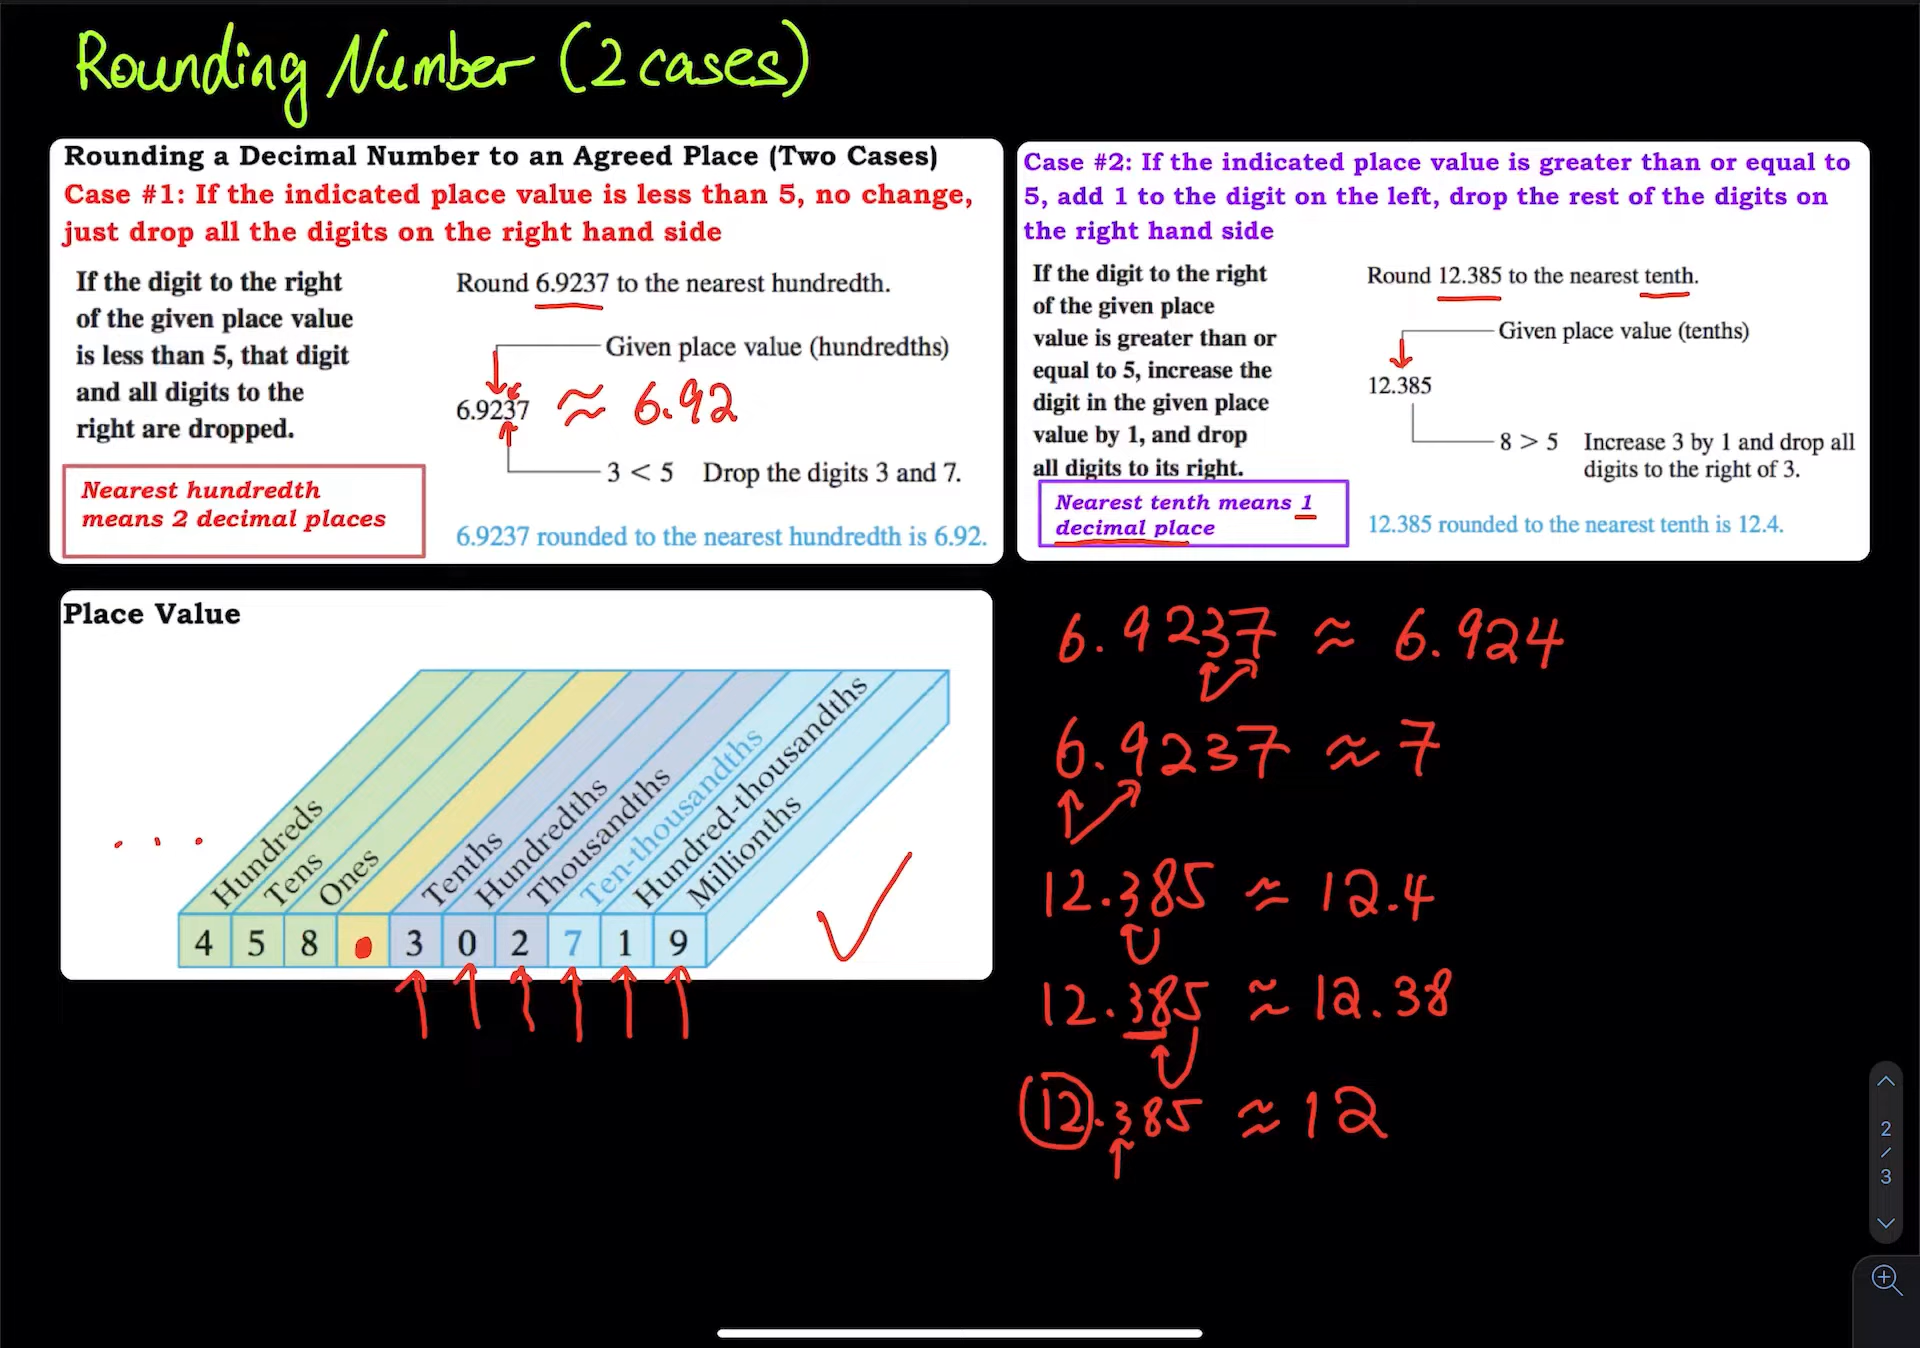 Rounding Number (2 cases)
Rounding a Decimal Number to an Agreed Place (Two Cases)
Case #1: If the indicated place value is less than 5, no change,
just drop all the digits on the right hand side
If the digit to the right
of the given place value
is less than 5, that digit
and all digits to the
right are dropped.
Nearest hundredth
means 2 decimal places
Round 6.9237 to the nearest hundredth.
Given place value (hundredths)
6.9237 ≈ 6.92
3 < 5 Drop the digits 3 and 7.
6.9237 rounded to the nearest hundredth is 6.92.
Case #2: If the indicated place value is greater than or equal to
5, add 1 to the digit on the left, drop the rest of the digits on
the right hand side
If the digit to the right
of the given place
value is greater than or
equal to 5, increase the
digit in the given place
value by 1, and drop
all digits to its right.
Nearest tenth means 1
decimal place
Round 12.385 to the nearest tenth.
Given place value (tenths)
12.385
8 > 5 Increase 3 by 1 and drop all
digits to the right of 3.
12.385 rounded to the nearest tenth is 12.4.
Place Value
. . .
Hundreds
Tens
Ones
Tenths
Hundredths
Thousandths
Ten-thousandths
Hundred-thousandths
Millionths
4 5 8 . 3 0 2 7 1 9
6.9237 ≈ 6.924
6.9237 ≈ 7
12.385 ≈ 12.4
12.385 ≈ 12.38
12.385 ≈ 12
2
/
3